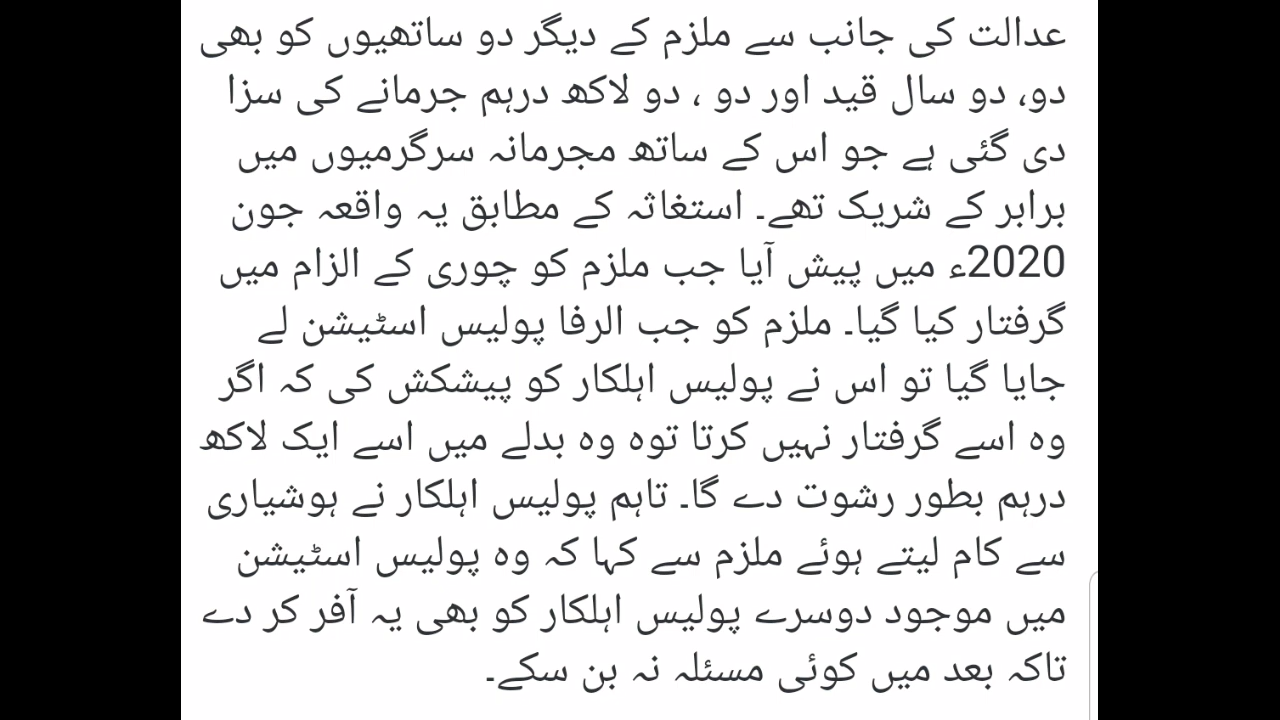 عدالت کی جانب سے ملزم کے دیگر دو ساتھیوں کو بھی
دو، دو سال قید اور دو ، دو لاکھ درہم جرمانے کی سزا
دی گئی ہے جو اس کے ساتھ مجرمانہ سرگرمیوں میں
برابر کے شریک تھے۔ استغاثہ کے مطابق یہ واقعہ جون
2020ء میں پیش آیا جب ملزم کو چوری کے الزام میں
گرفتار کیا گیا۔ ملزم کو جب الرفا پولیس اسٹیشن لے
جایا گیا تو اس نے پولیس اہلکار کو پیشکش کی کہ اگر
وہ اسے گرفتار نہیں کرتا توہ وہ بدلے میں اسے ایک لاکھ
درہم بطور رشوت دے گا۔ تاہم پولیس اہلکار نے ہوشیاری
سے کام لیتے ہوئے ملزم سے کہا کہ وہ پولیس اسٹیشن
میں موجود دوسرے پولیس اہلکار کو بھی یہ آفر کر دے
تاکہ بعد میں کوئی مسئلہ نہ بن سکے۔